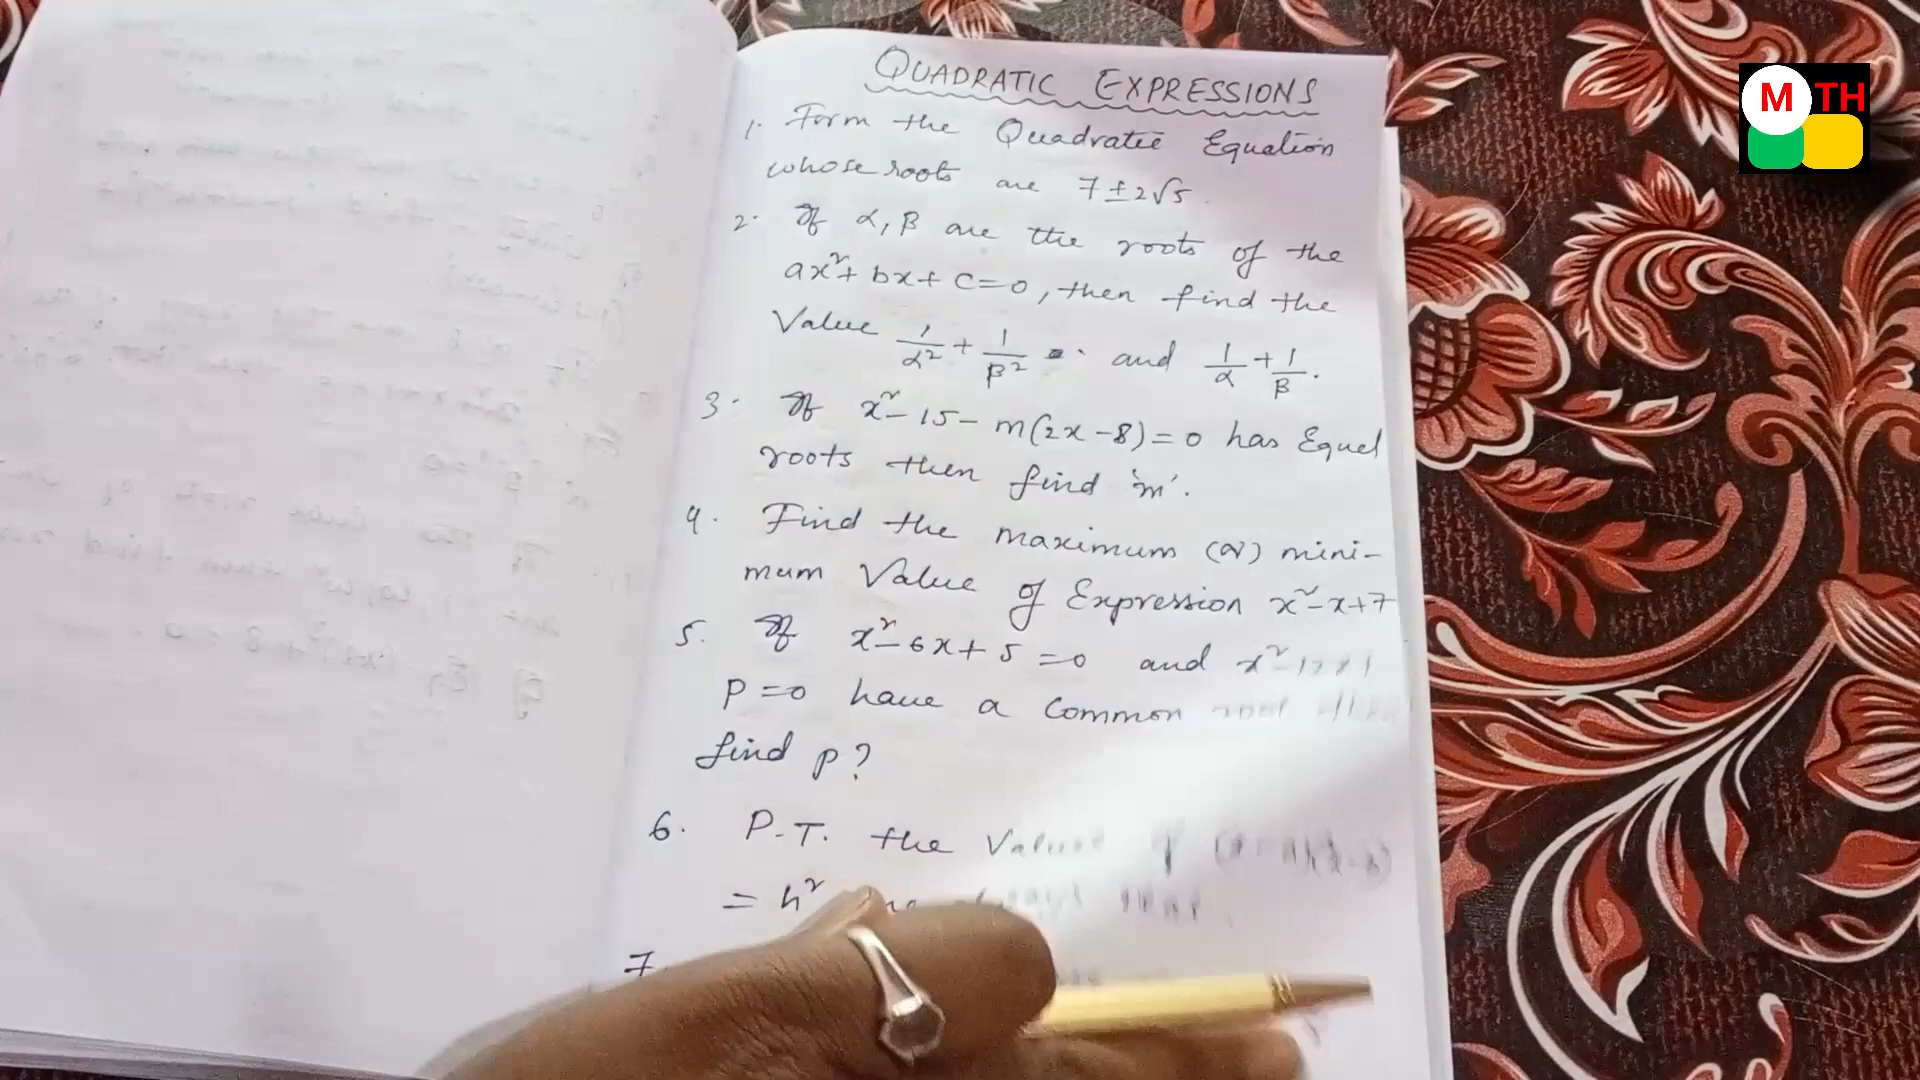 QUADRATIC EXPRESSIONS
1. Form the Quadratic Equation
whose roots are 7 ± 2√5.
2. If α, β are the roots of the
ax² + bx + c = 0, then find the
Value 1/α² + 1/β² and 1/α + 1/β.
3. If x² - 15 - m(2x - 8) = 0 has Equal
roots then find 'm'.
4. Find the maximum (or) mini-
mum Value of Expression x² - x + 7
5. If x² - 6x + 5 = 0 and
p = 0 have a common
find p?
6. P.T. the
= h²
7.
MTH